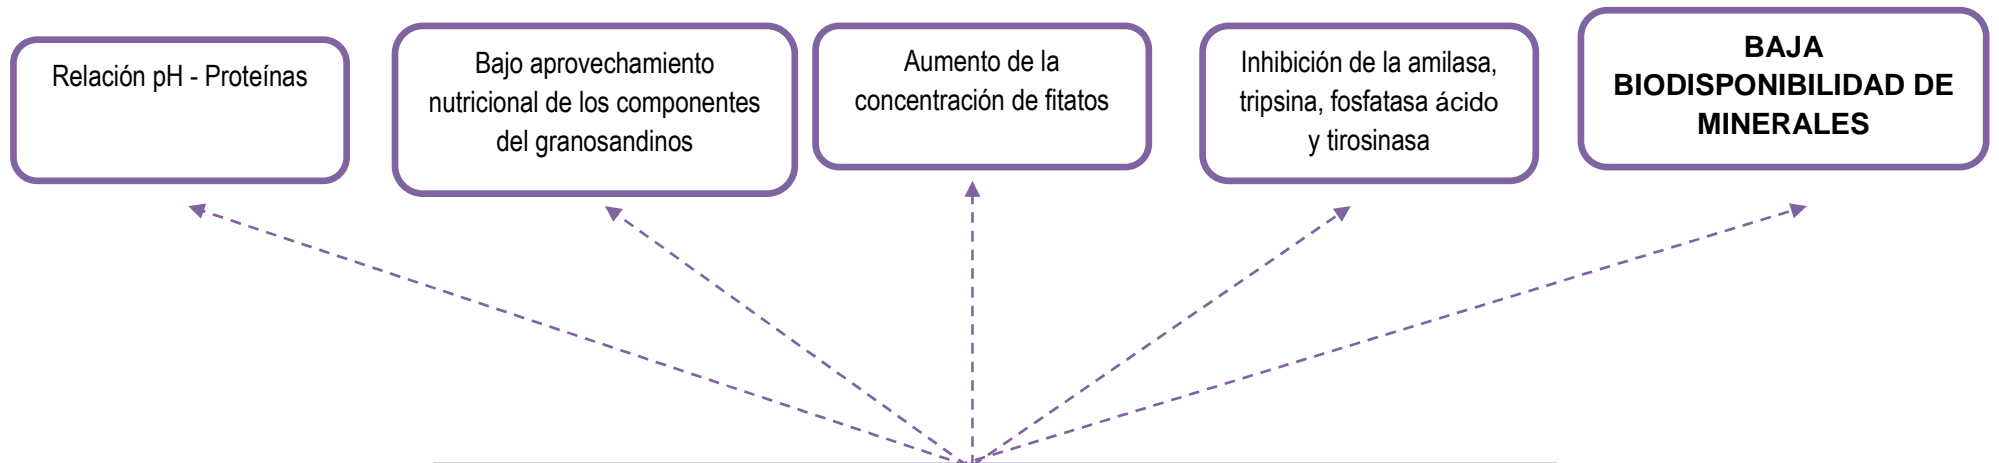 Relación pH - Proteínas
Bajo aprovechamiento
nutricional de los componentes
del granosandinos
Aumento de la
concentración de fitatos
Inhibición de la amilasa,
tripsina, fosfatasa ácido
y tirosinasa
BAJA
BIODISPONIBILIDAD DE
MINERALES